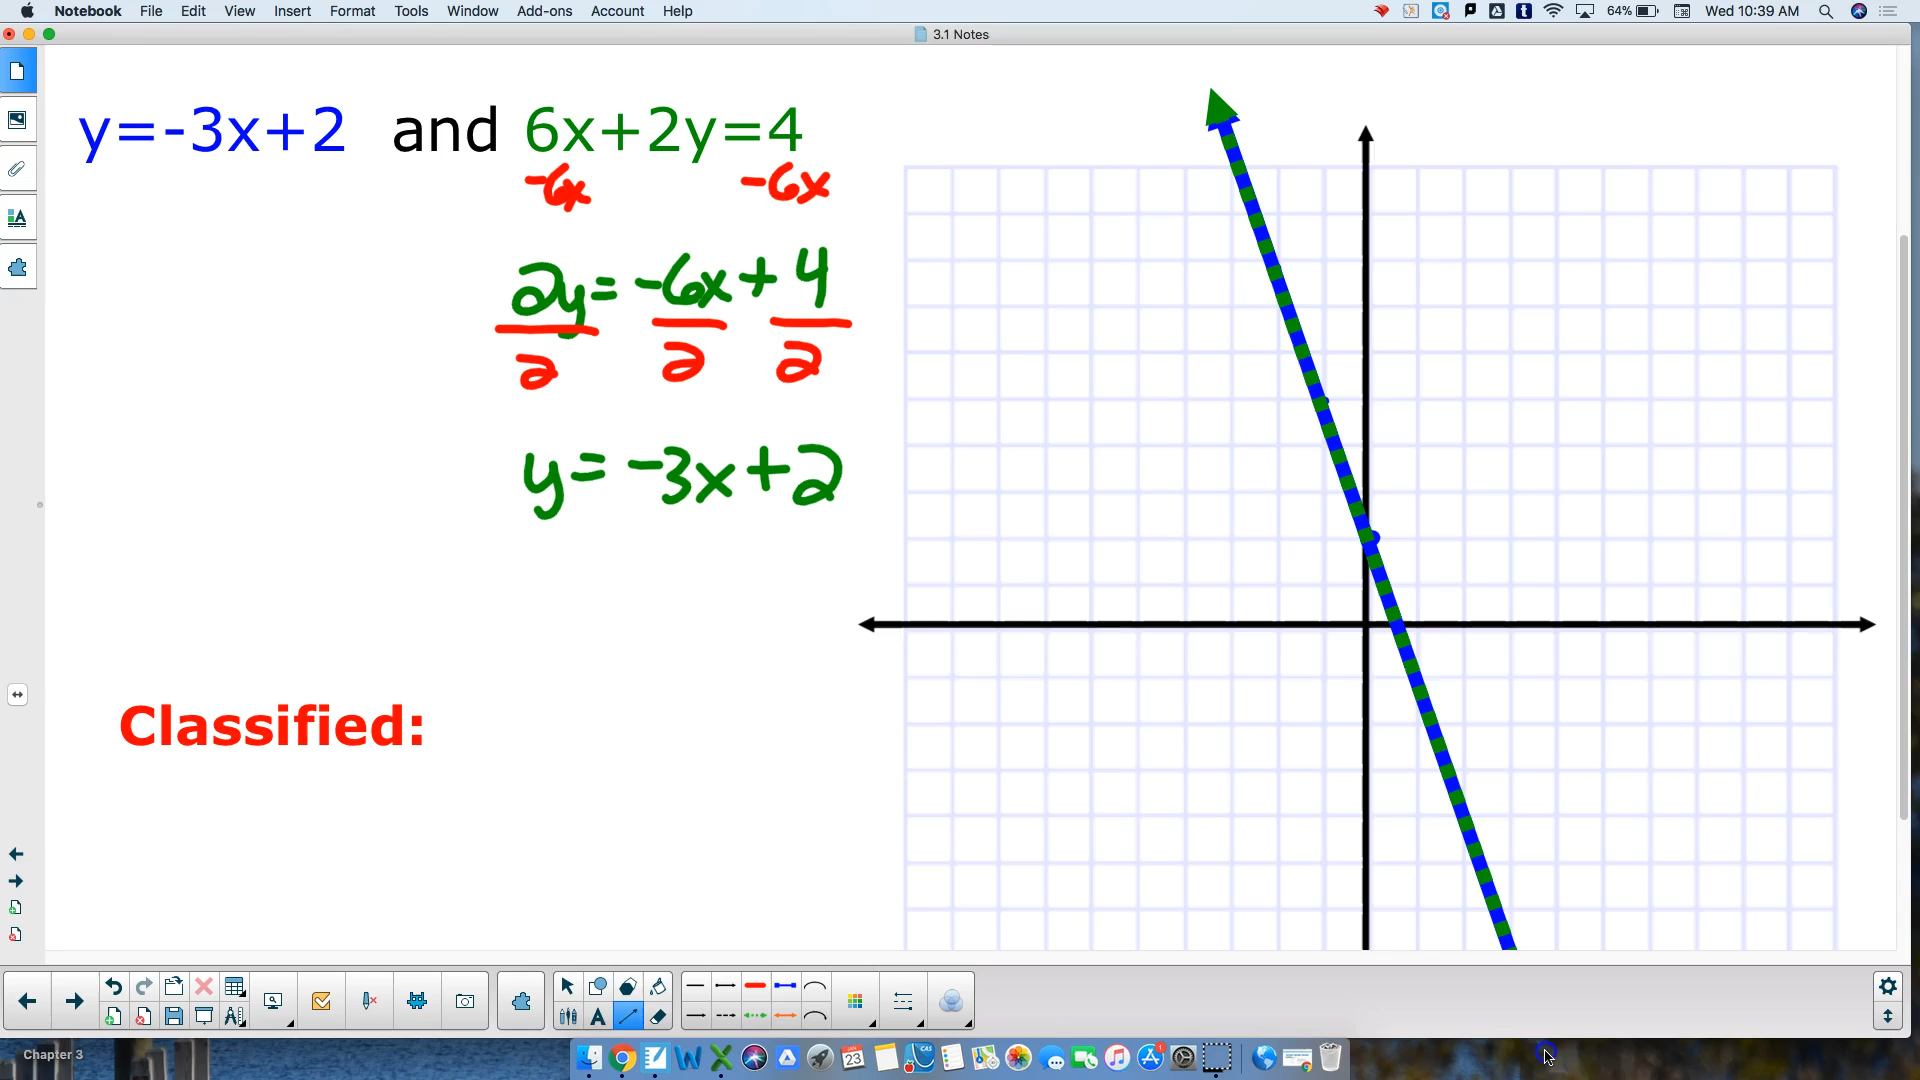 Notebook File Edit View Insert Format Tools Window Add-ons Account Help 64% Wed 10:39 AM
3.1 Notes
y=-3x+2 and 6x+2y=4
-6x -6x
2y= -6x+4
2 2 2
y= -3x+2
Classified:
Chapter 3